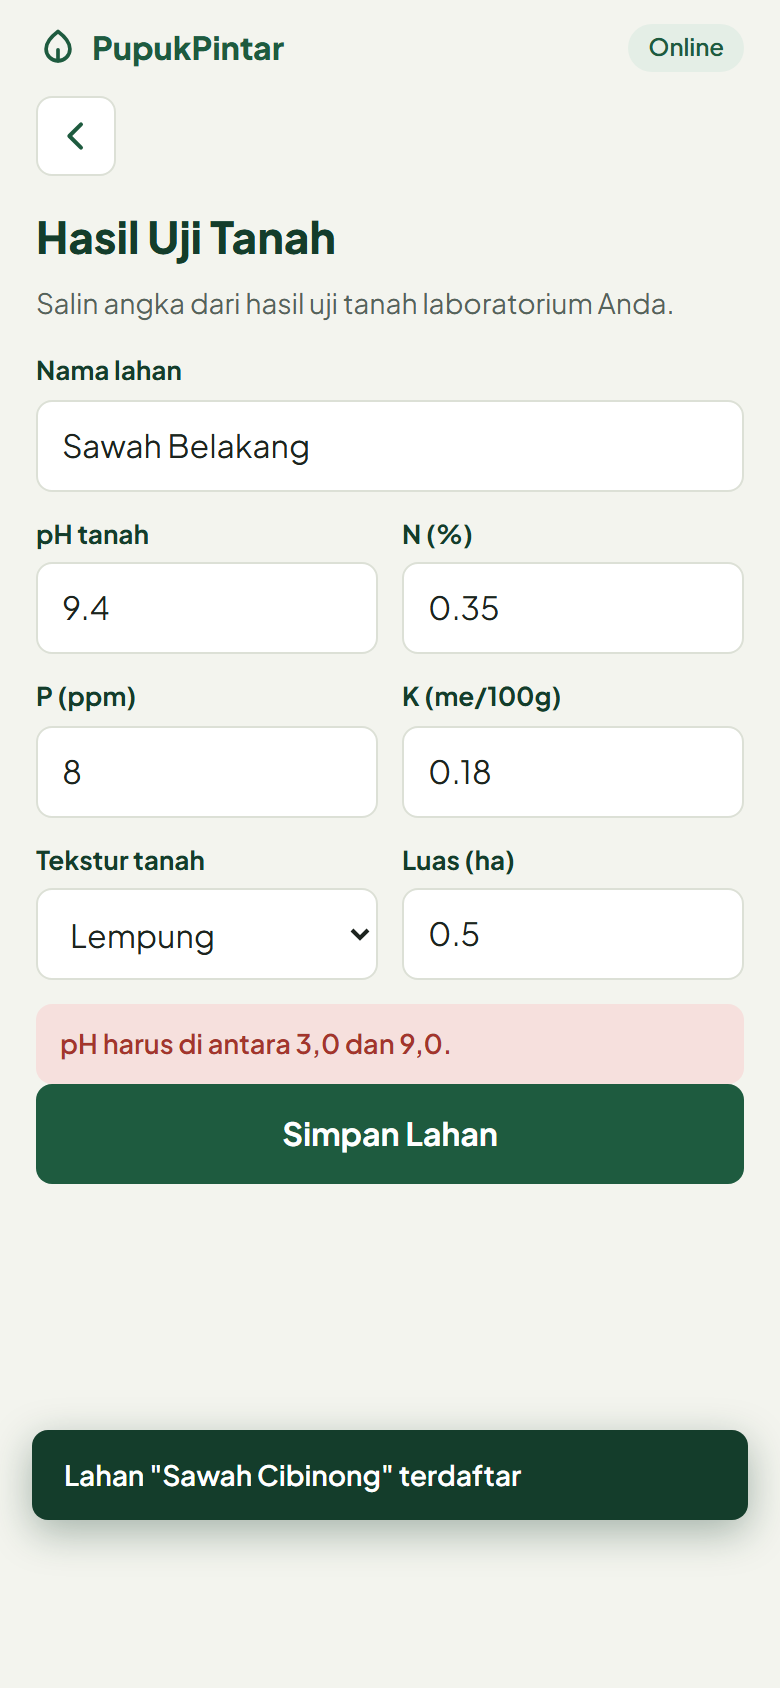 PupukPintar
Online
Hasil Uji Tanah
Salin angka dari hasil uji tanah laboratorium Anda.
Nama lahan
Sawah Belakang
pH tanah
N (%)
9.4
0.35
P (ppm)
K (me/100g)
8
0.18
Tekstur tanah
Luas (ha)
Lempung
0.5
pH harus di antara 3,0 dan 9,0.
Simpan Lahan
Lahan "Sawah Cibinong" terdaftar